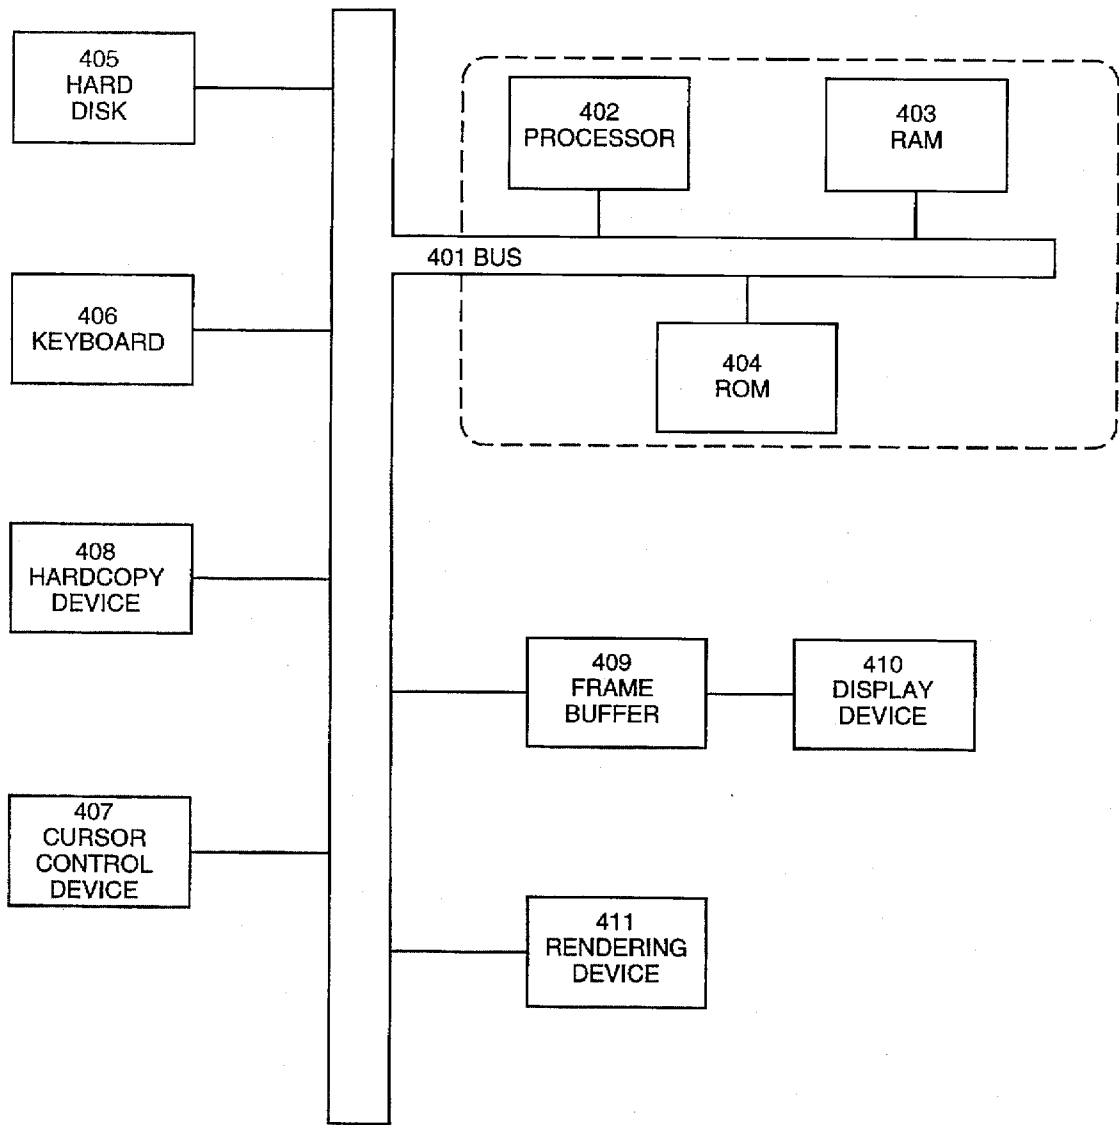 405
HARD
DISK
402
PROCESSOR
403
RAM
401 BUS
406
KEYBOARD
404
ROM
408
HARDCOPY
DEVICE
409
FRAME
BUFFER
410
DISPLAY
DEVICE
407
CURSOR
CONTROL
DEVICE
411
RENDERING
DEVICE